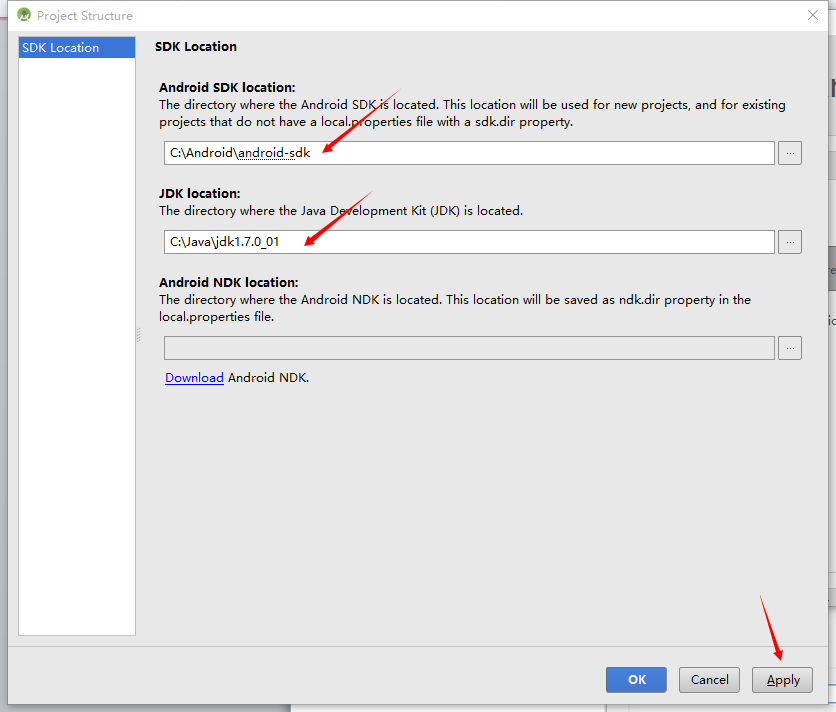 Project Structure
SDK Location
SDK Location
Android SDK location:
The directory where the Android SDK is located. This location will be used for new projects, and for existing
projects that do not have a local.properties file with a sdk.dir property.
C:\Android\android-sdk
...
JDK location:
The directory where the Java Development Kit (JDK) is located.
C:\Java\jdk1.7.0_01
...
Android NDK location:
The directory where the Android NDK is located. This location will be saved as ndk.dir property in the
local.properties file.
...
Download Android NDK.
OK
Cancel
Apply